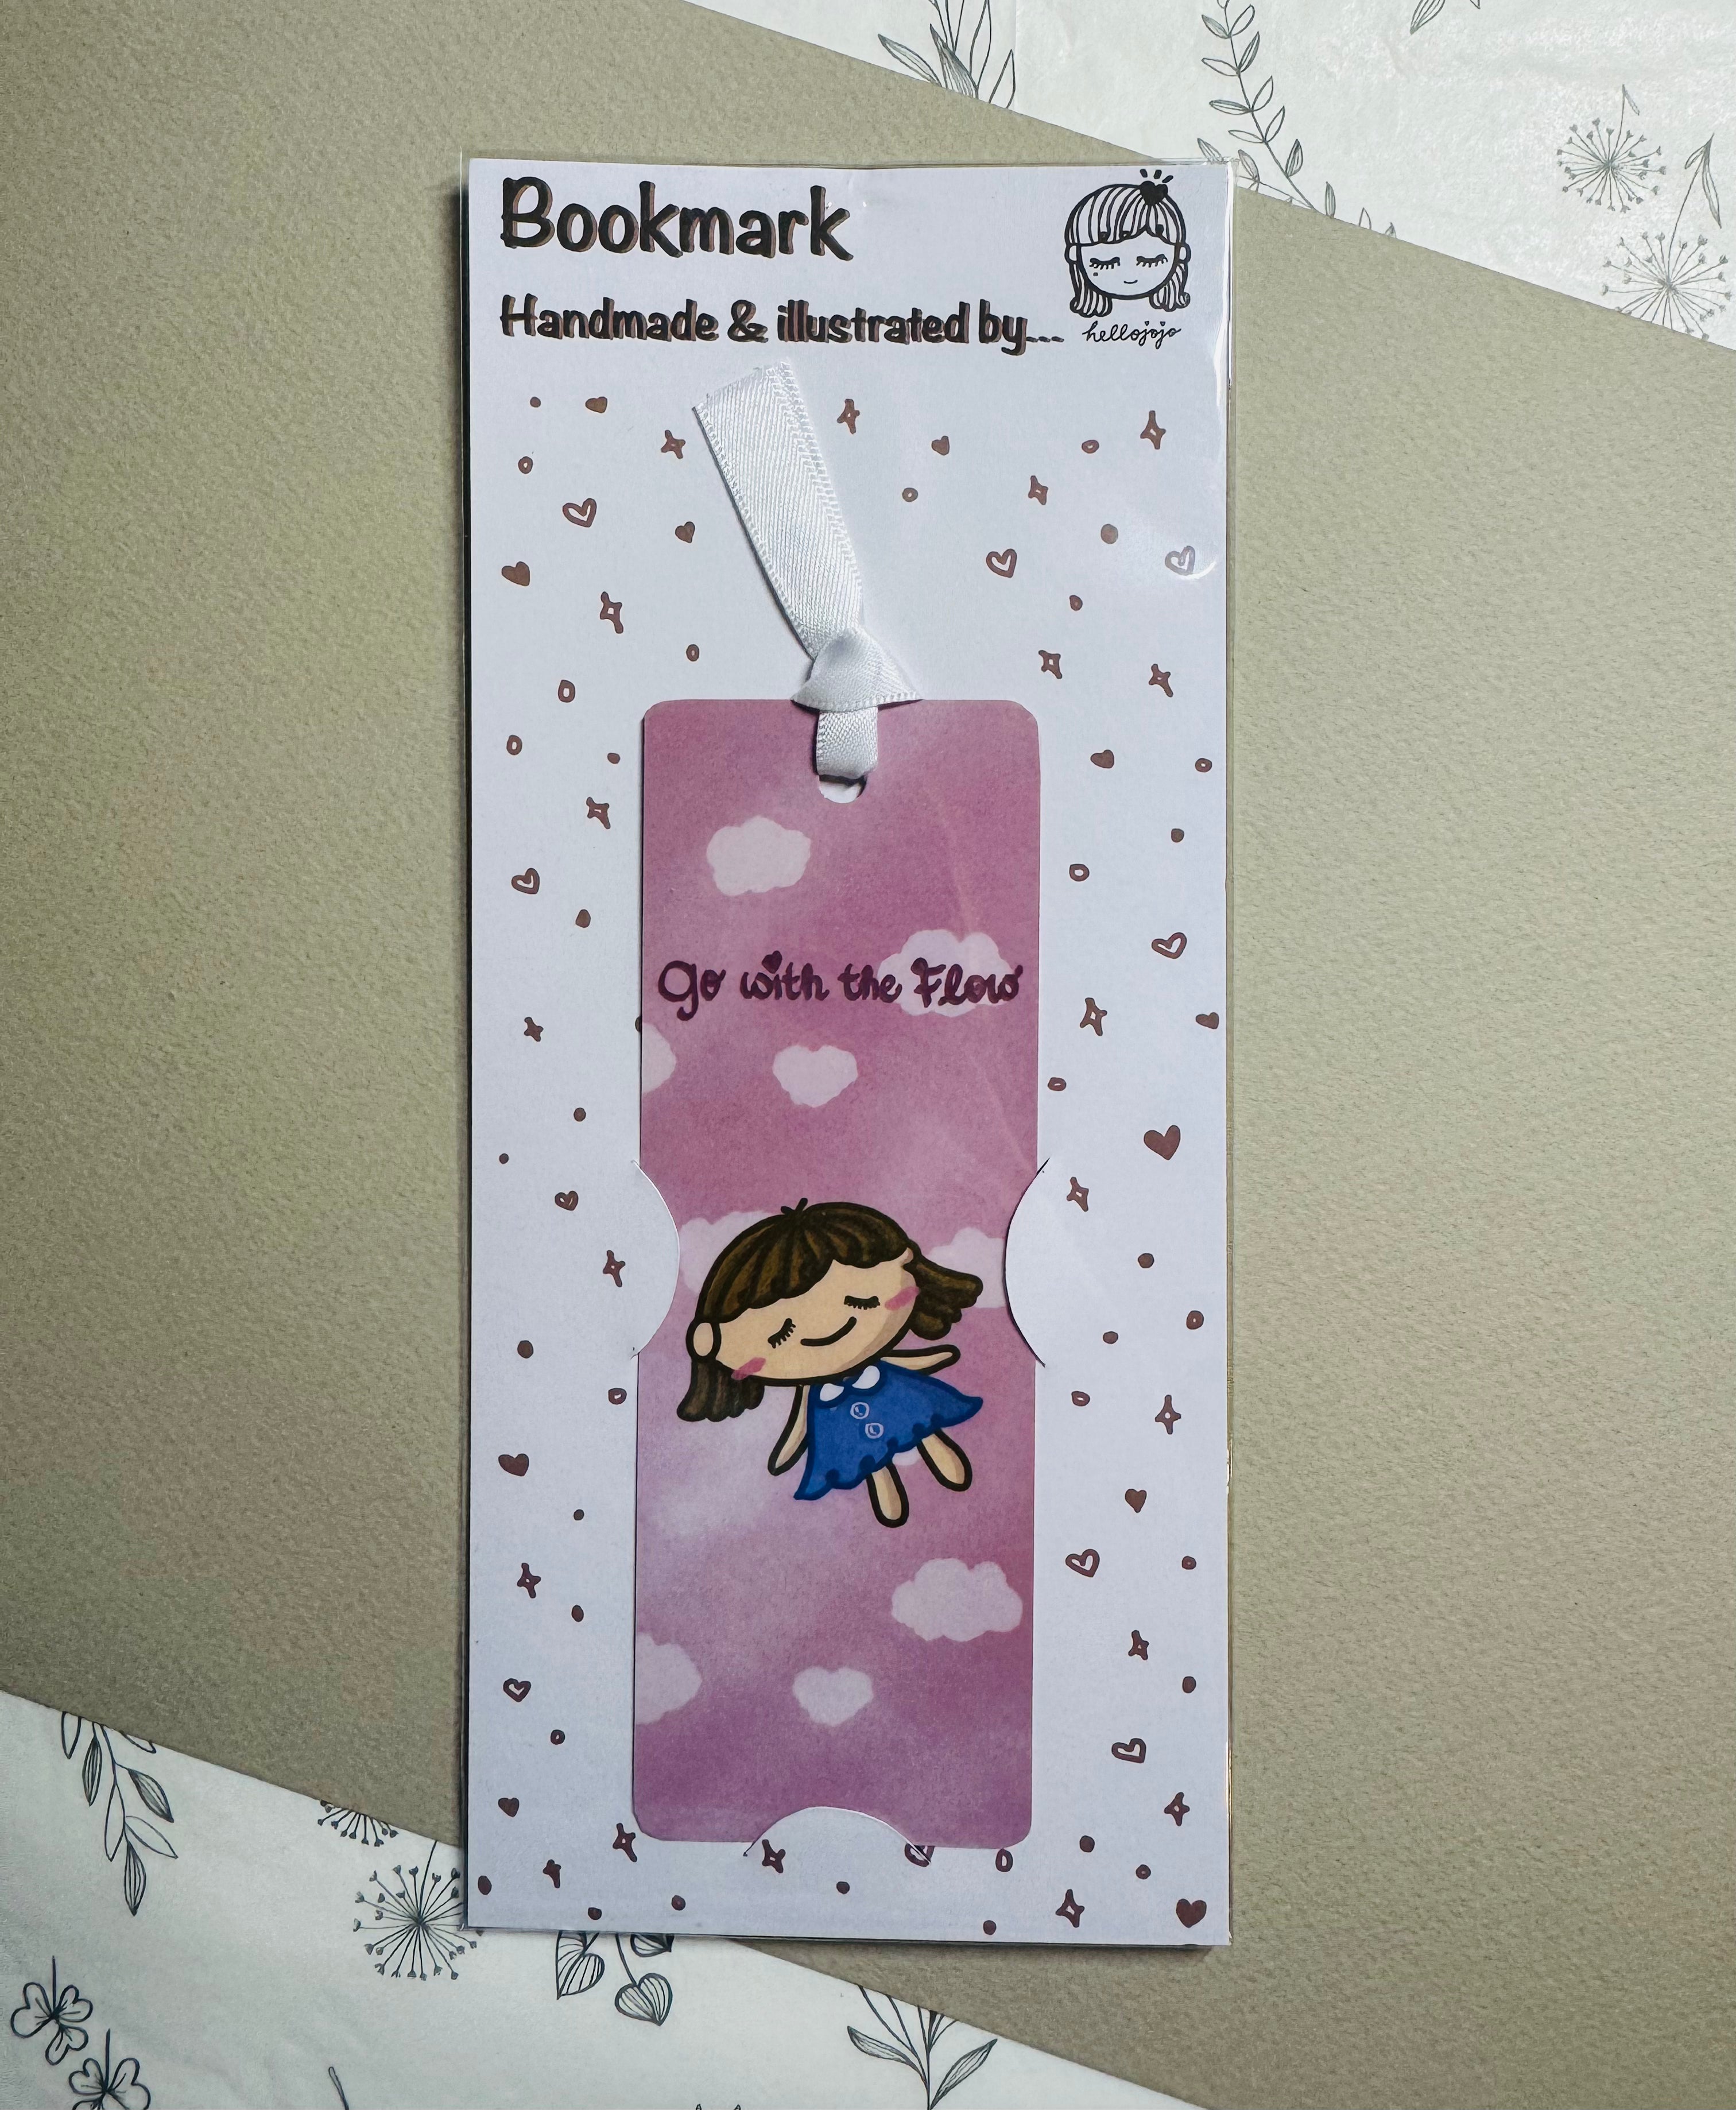 Bookmark
Handmade & illustrated by...
hellojojo
go with the Flow